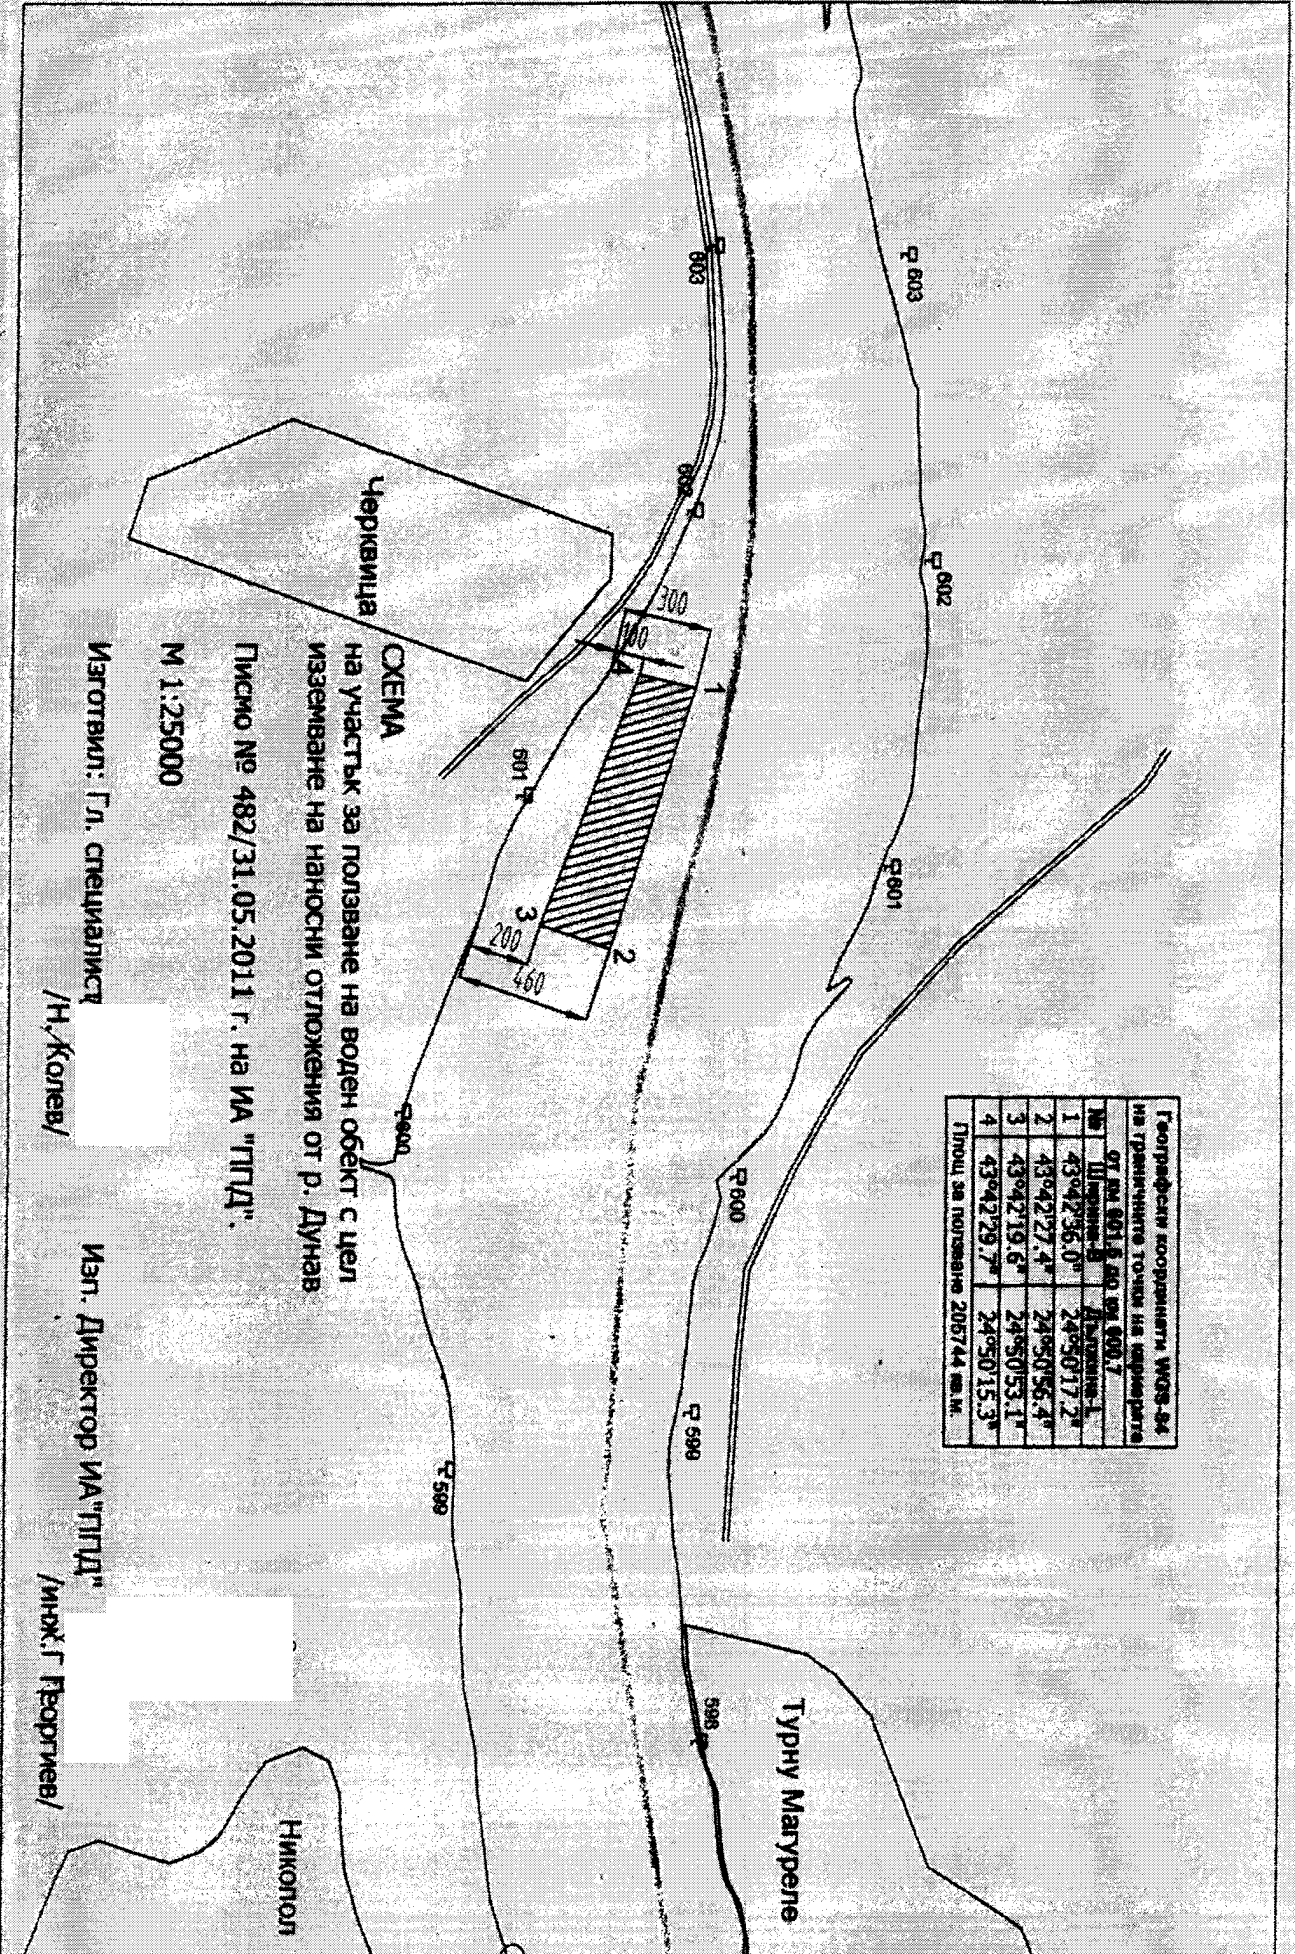 Географски координати WGS-84
на граничните точки на кариерата
от км 601.6 до км 600.7
№ Ширина-B Дължина-L
1 43°42'36.0" 24°50'17.2"
2 43°42'27.4" 24°50'56.4"
3 43°42'19.6" 24°50'53.1"
4 43°42'29.7" 24°50'15.3"
Площ за ползване 206744 кв.м.
603
602
601
600
599
598
Турну Магуреле
603
602
601
600
599
300
100
1
4
2
3
200
460
Черквица
Никопол
СХЕМА
на участък за ползване на воден обект с цел
изземване на наносни отложения от р. Дунав
Писмо № 482/31.05.2011 г. на ИА "ППД".
М 1:25000
Изготвил: Гл. специалист
/Н. Колев/
Изп. Директор ИА"ППД"
/инж.Г Георгиев/